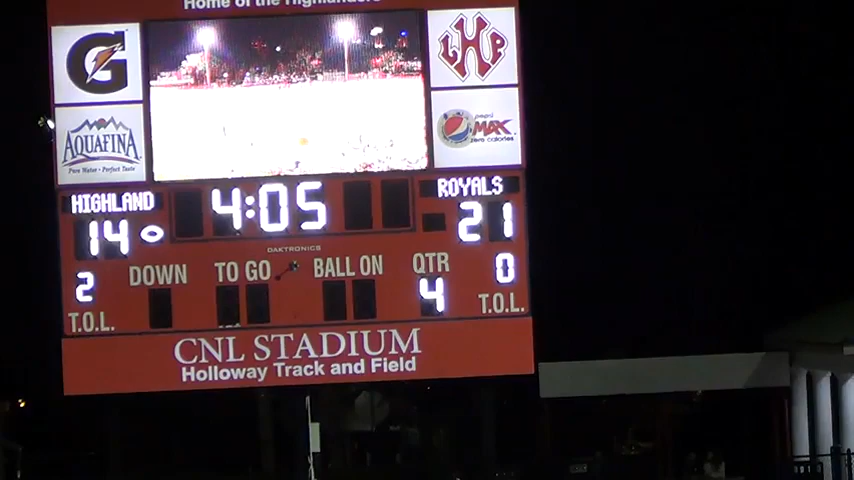 Home of the Highlanders
G
LHP
AQUAFINA
Pure Water • Perfect Taste
pepsi
MAX
zero calories
HIGHLAND 4:05 ROYALS
14 21
DAKTRONICS
2 DOWN TO GO BALL ON QTR 0
T.O.L. 4 T.O.L.
CNL STADIUM
Holloway Track and Field